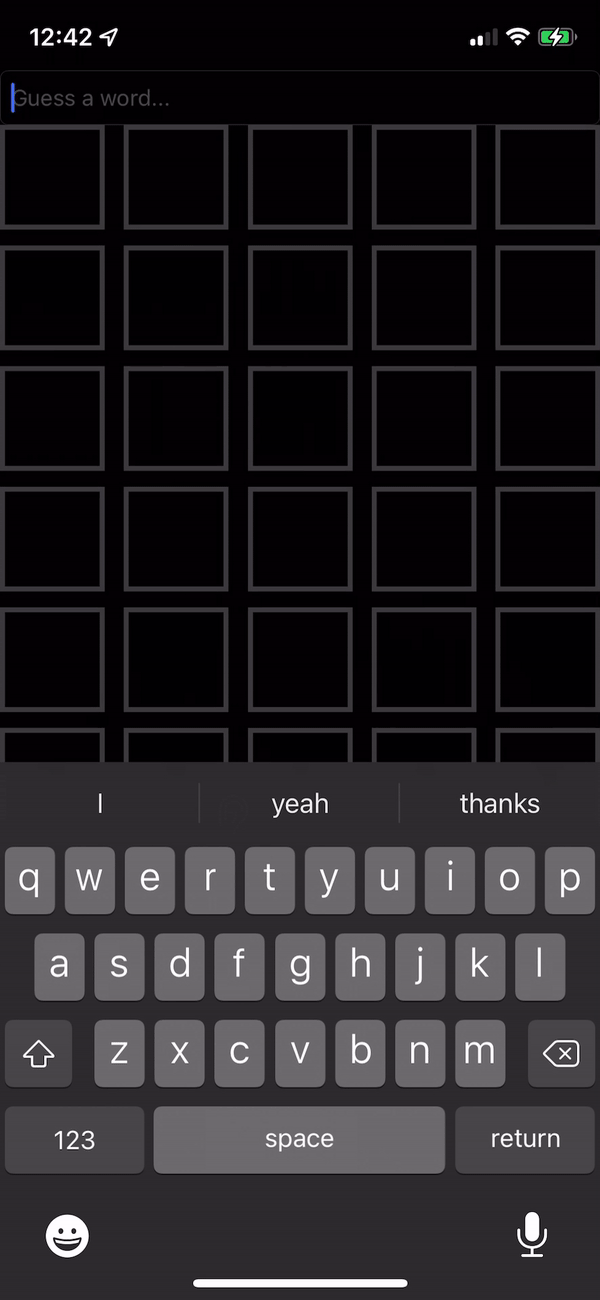 12:42
Guess a word...
I yeah thanks
q w e r t y u i o p
a s d f g h j k l
z x c v b n m
123 space return